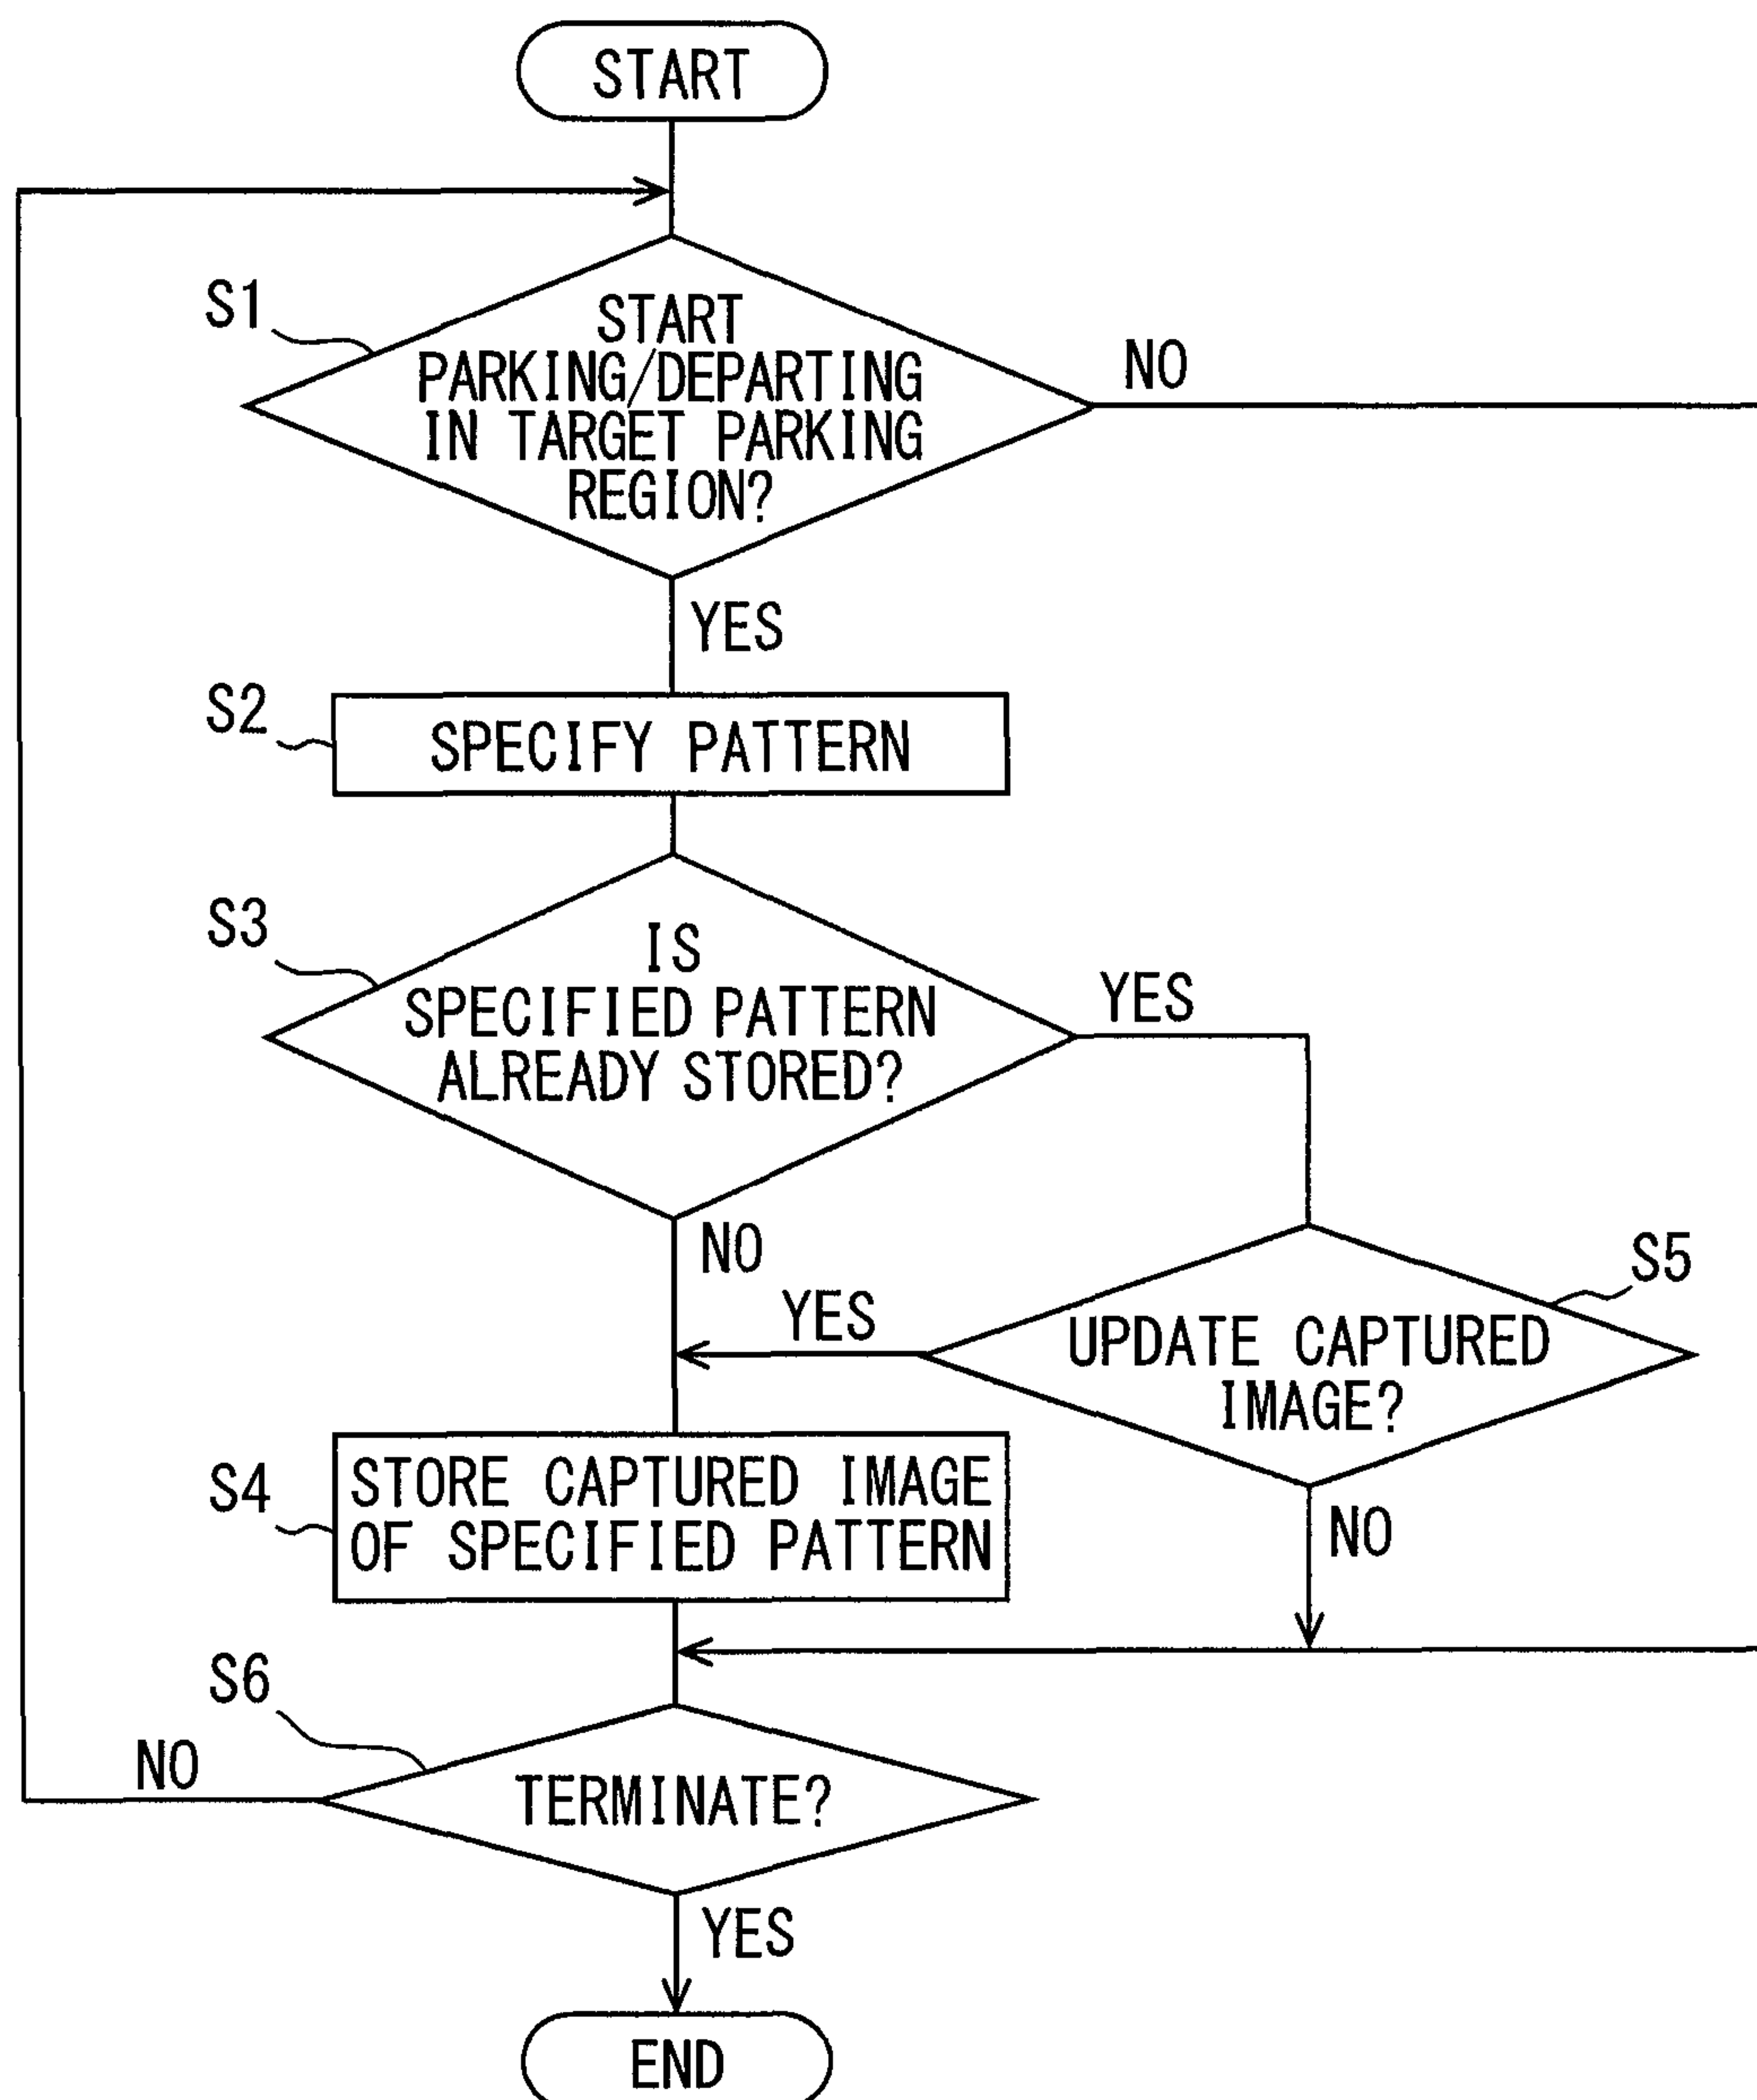 START
S1
START
PARKING/DEPARTING
IN TARGET PARKING
REGION?
NO
YES
S2
SPECIFY PATTERN
S3
IS
SPECIFIED PATTERN
ALREADY STORED?
YES
NO
S5
YES
UPDATE CAPTURED
IMAGE?
S4
STORE CAPTURED IMAGE
OF SPECIFIED PATTERN
NO
S6
NO
TERMINATE?
YES
END